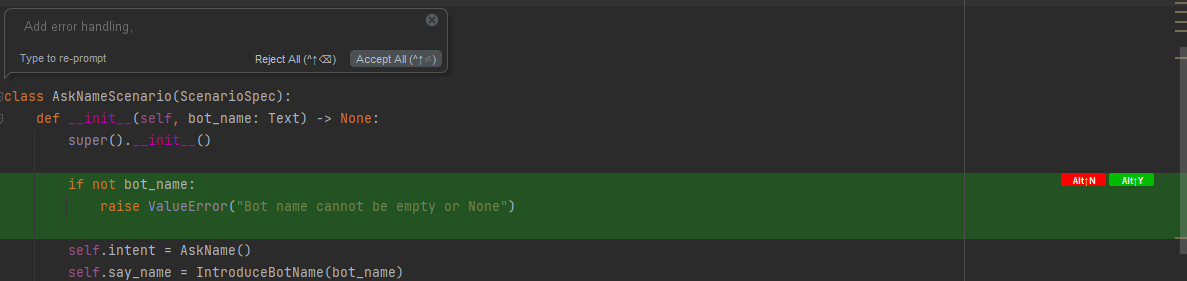 Add error handling,
Type to re-prompt Reject All (^↑⌫) Accept All (^↑⏎)
class AskNameScenario(ScenarioSpec):
def __init__(self, bot_name: Text) -> None:
super().__init__()
if not bot_name: Alt↑N Alt↑Y
raise ValueError("Bot name cannot be empty or None")
self.intent = AskName()
self.say_name = IntroduceBotName(bot_name)